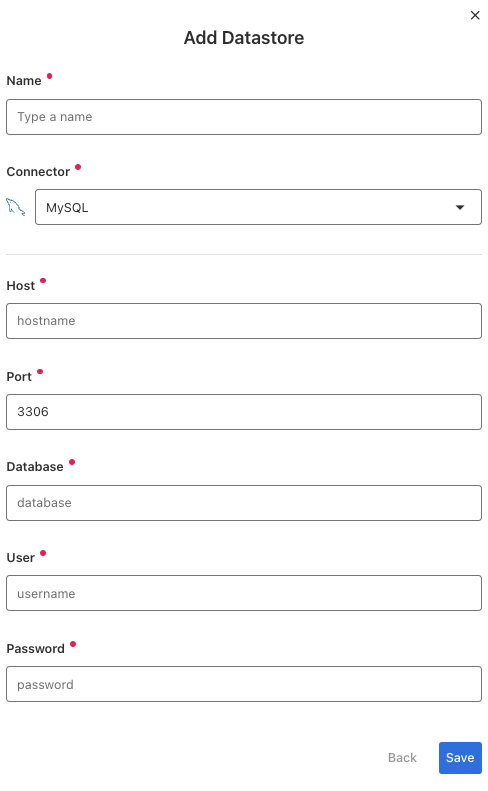 Add Datastore
Name
Type a name
Connector
MySQL
Host
hostname
Port
3306
Database
database
User
username
Password
password
Back Save